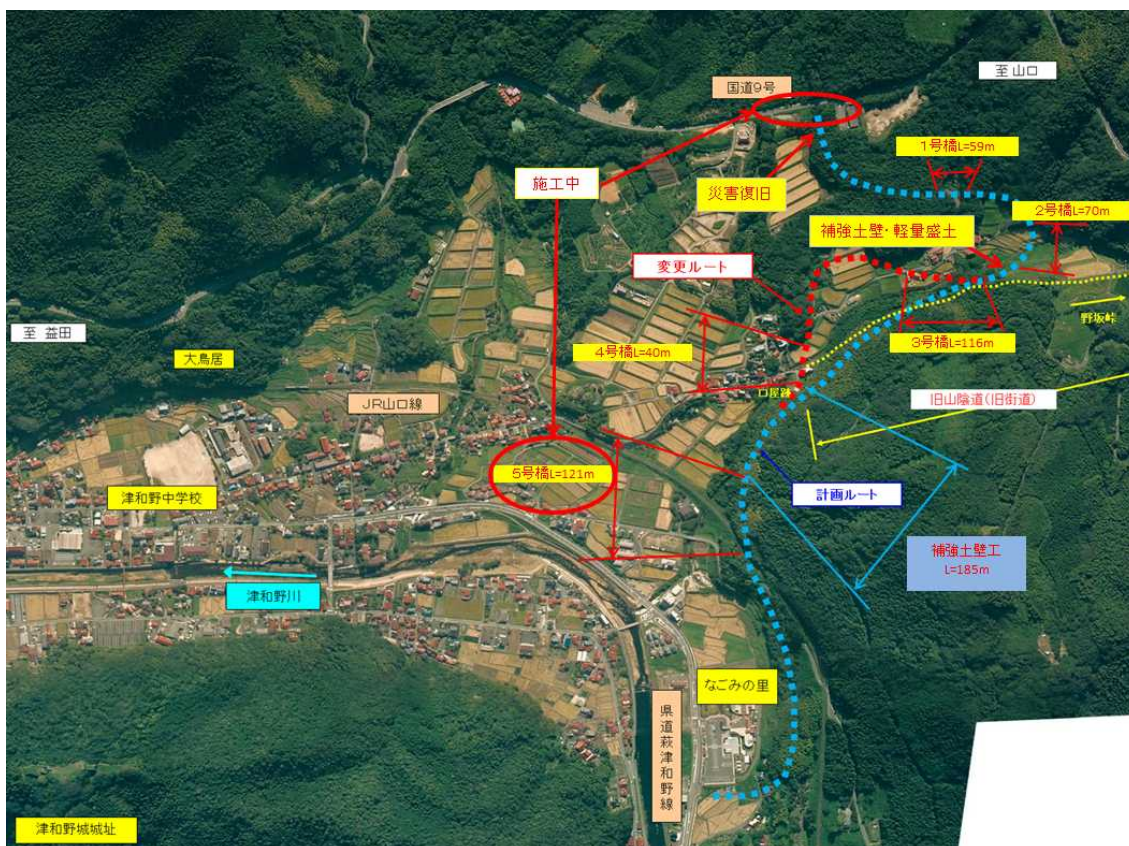 至 山口
国道9号
1号橋L=59m
施工中
災害復旧
2号橋L=70m
補強土壁・軽量盛土
変更ルート
野坂峠
至 益田
4号橋L=40m
3号橋L=116m
大鳥居
口屋跡
旧山陰道(旧街道)
JR山口線
5号橋L=121m
津和野中学校
計画ルート
補強土壁工
L=185m
津和野川
なごみの里
県道萩津和野線
津和野城城址